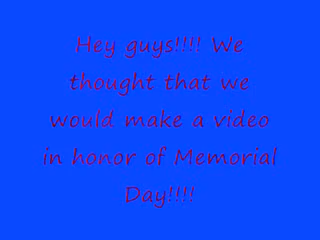 Hey guys!!!! We
thought that we
would make a video
in honor of Memorial
Day!!!!